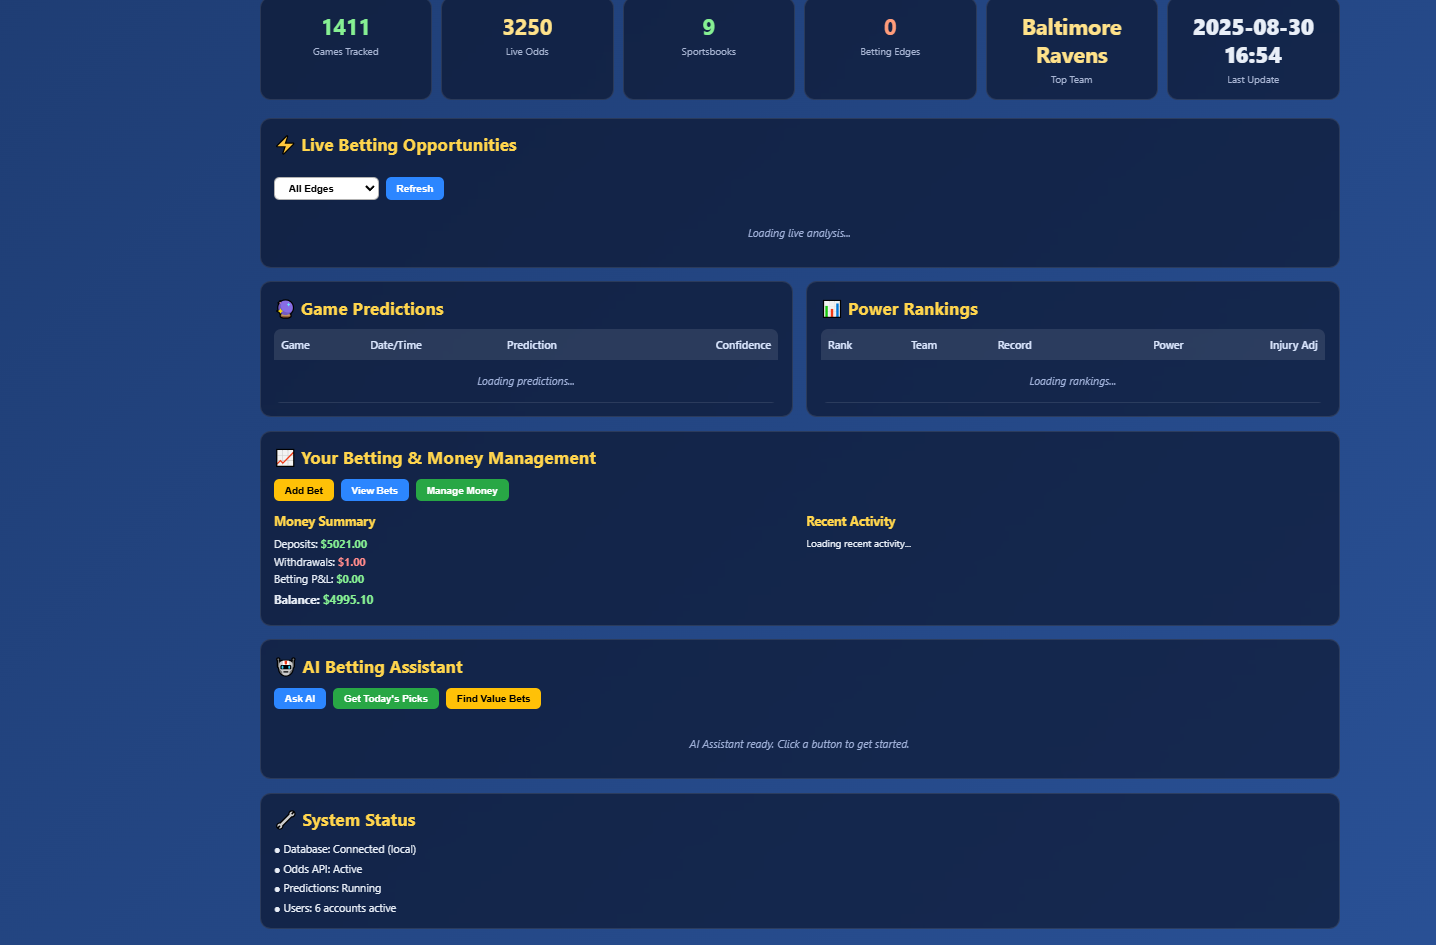 1411
Games Tracked
3250
Live Odds
9
Sportsbooks
0
Betting Edges
Baltimore
Ravens
Top Team
2025-08-30
16:54
Last Update
Live Betting Opportunities
All Edges
Refresh
Loading live analysis...
Game Predictions
Game Date/Time Prediction Confidence
Loading predictions...
Power Rankings
Rank Team Record Power Injury Adj
Loading rankings...
Your Betting & Money Management
Add Bet View Bets Manage Money
Money Summary
Deposits: $5021.00
Withdrawals: $1.00
Betting P&L: $0.00
Balance: $4995.10
Recent Activity
Loading recent activity...
AI Betting Assistant
Ask AI Get Today's Picks Find Value Bets
AI Assistant ready. Click a button to get started.
System Status
● Database: Connected (local)
● Odds API: Active
● Predictions: Running
● Users: 6 accounts active